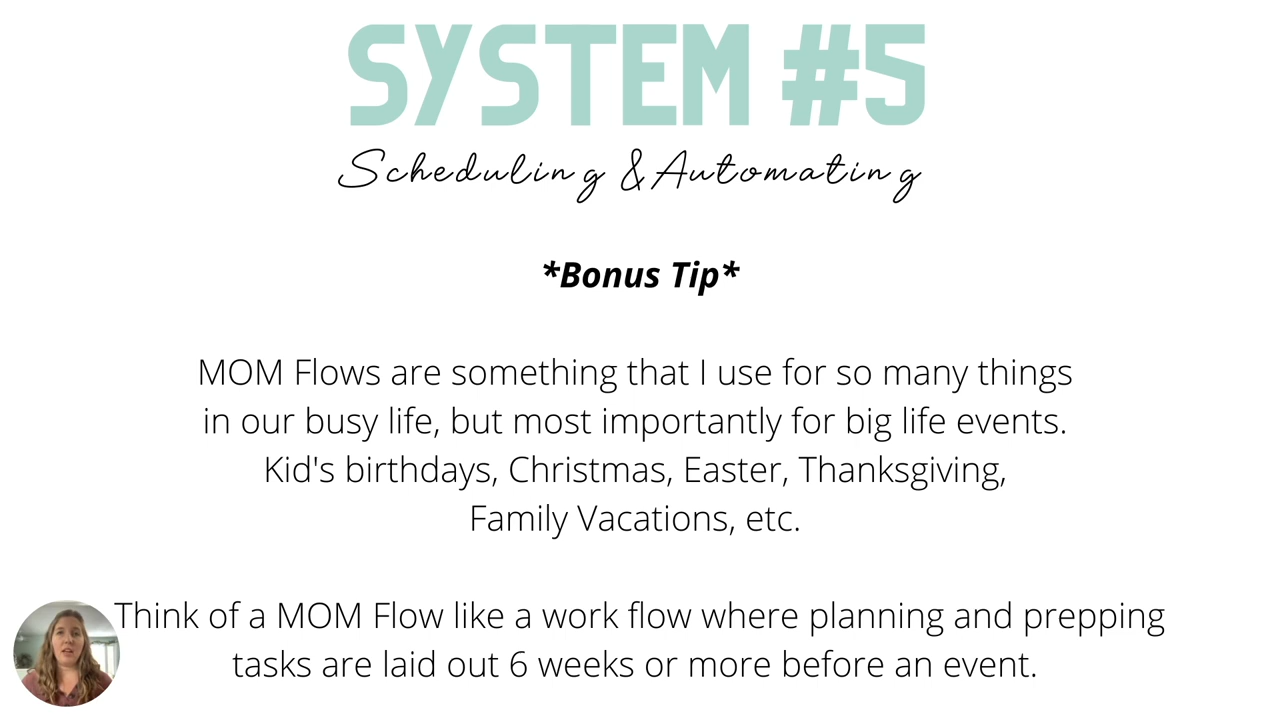 SYSTEM #5
Scheduling & Automating
*Bonus Tip*
MOM Flows are something that I use for so many things
in our busy life, but most importantly for big life events.
Kid's birthdays, Christmas, Easter, Thanksgiving,
Family Vacations, etc.
Think of a MOM Flow like a work flow where planning and prepping
tasks are laid out 6 weeks or more before an event.